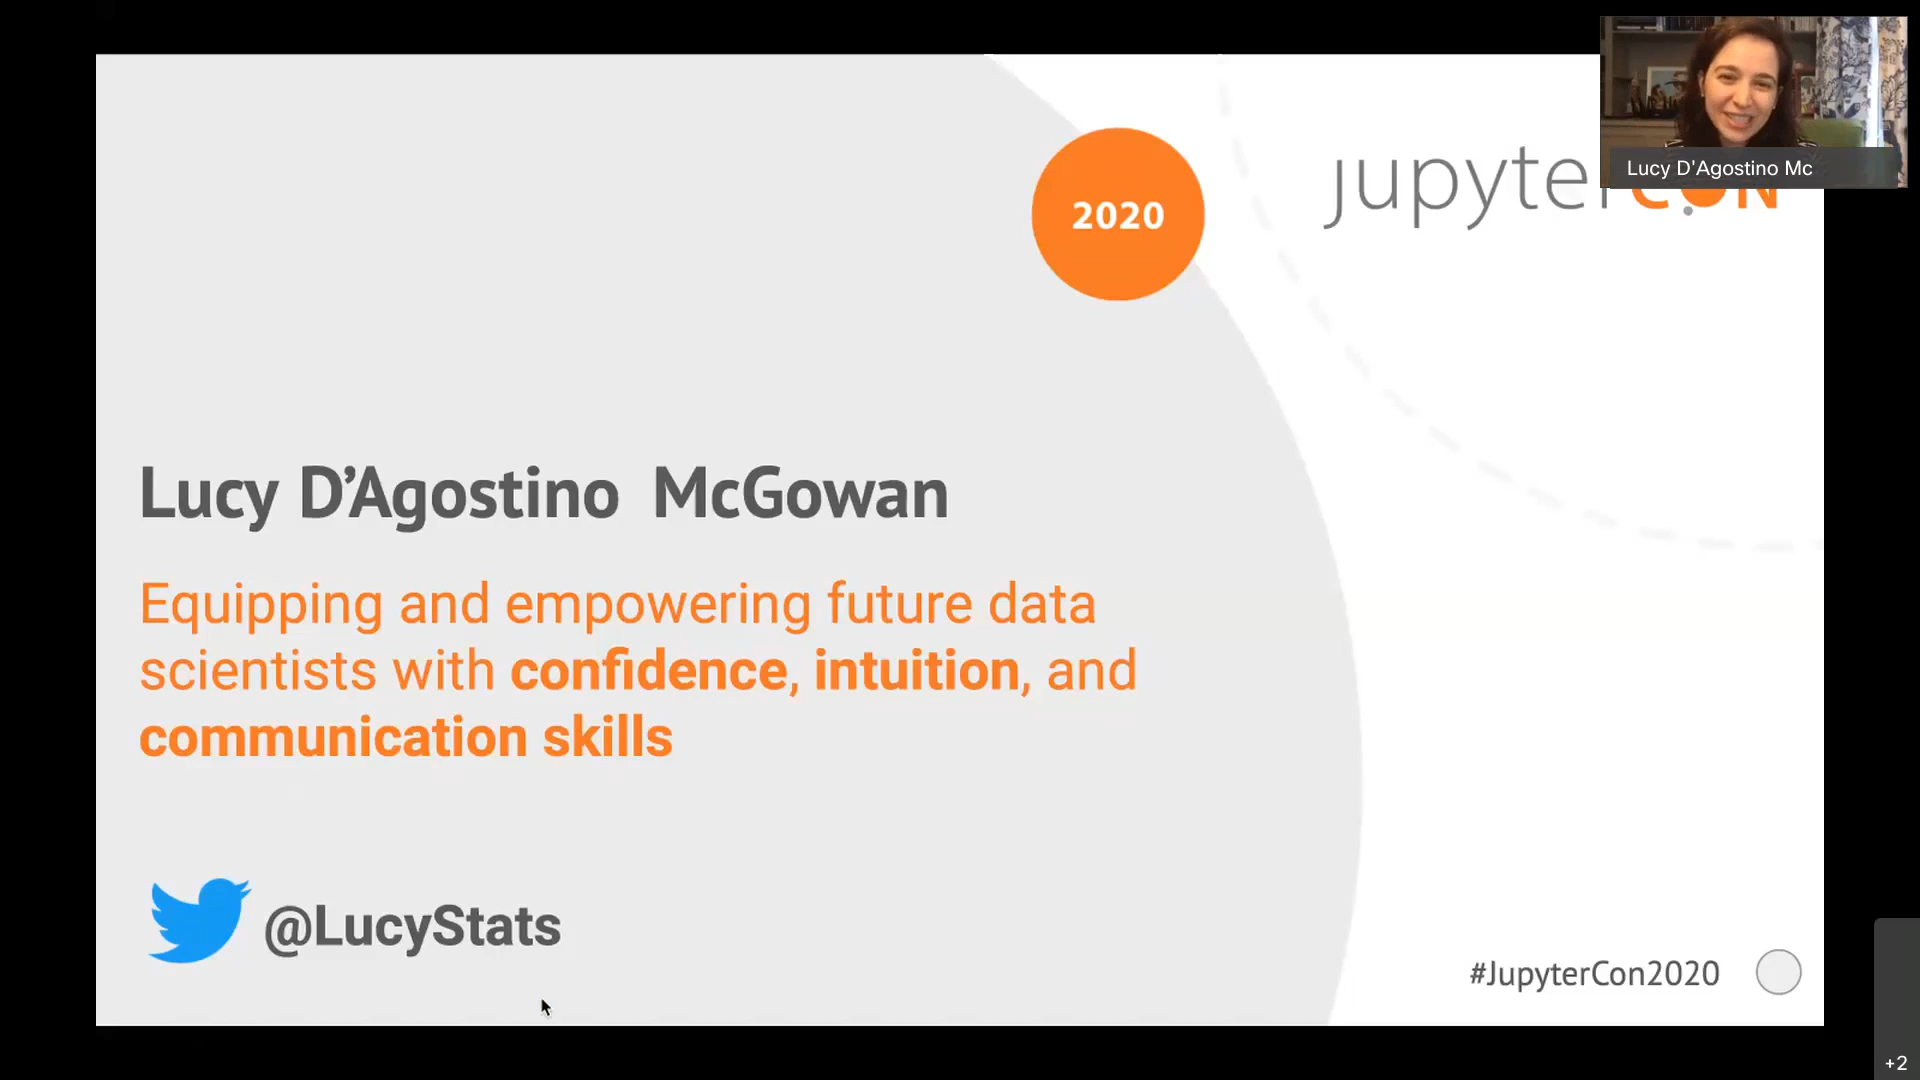 Lucy D'Agostino Mc
jupytercon
2020
Lucy D’Agostino McGowan
Equipping and empowering future data
scientists with confidence, intuition, and
communication skills
@LucyStats
#JupyterCon2020
+2